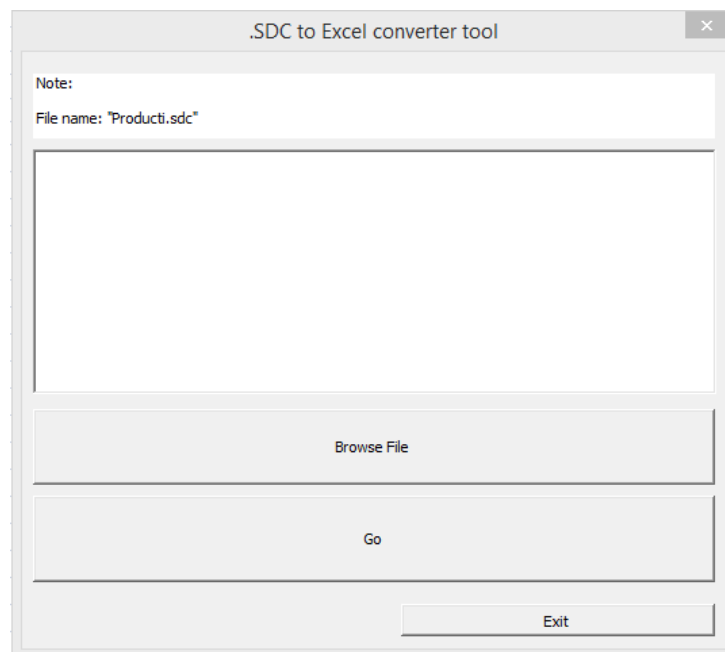 .SDC to Excel converter tool
Note:
File name: "Producti.sdc"
Browse File
Go
Exit